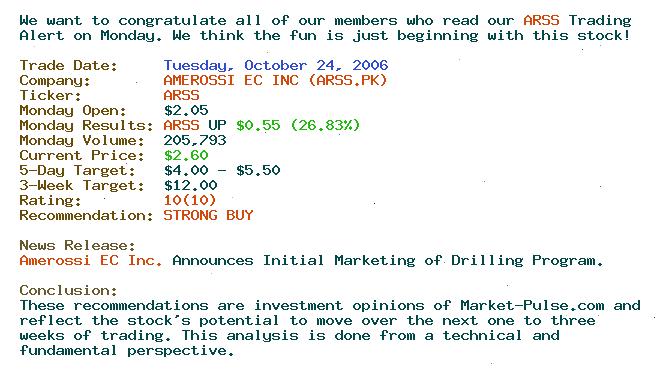 We want to congratulate all of our members who read our ARSS Trading
Alert on Monday. We think the fun is just beginning with this stock!
Trade Date: Tuesday, October 24, 2006
Company: AMEROSSI EC INC (ARSS.PK)
Ticker: ARSS
Monday Open: $2.05
Monday Results: ARSS UP $0.55 (26.83%)
Monday Volume: 205,793
Current Price: $2.60
5-Day Target: $4.00 - $5.50
3-Week Target: $12.00
Rating: 10(10)
Recommendation: STRONG BUY
News Release:
Amerossi EC Inc. Announces Initial Marketing of Drilling Program.
Conclusion:
These recommendations are investment opinions of Market-Pulse.com and
reflect the stock's potential to move over the next one to three
weeks of trading. This analysis is done from a technical and
fundamental perspective.